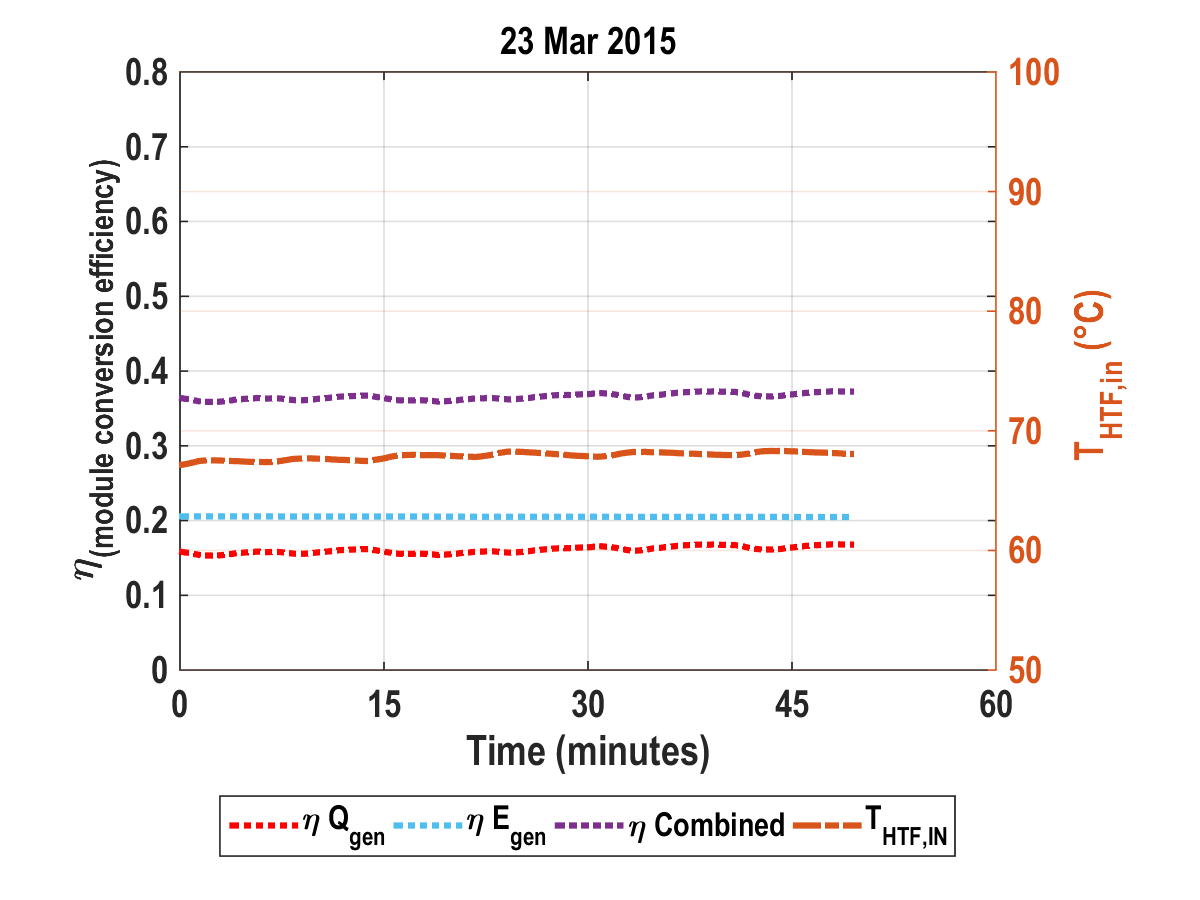 23 Mar 2015
0.8
0.7
0.6
0.5
0.4
0.3
0.2
0.1
0
η(module conversion efficiency)
100
90
80
70
60
50
T HTF,in (°C)
0 15 30 45 60
Time (minutes)
η Qgen η Egen η Combined THTF,IN